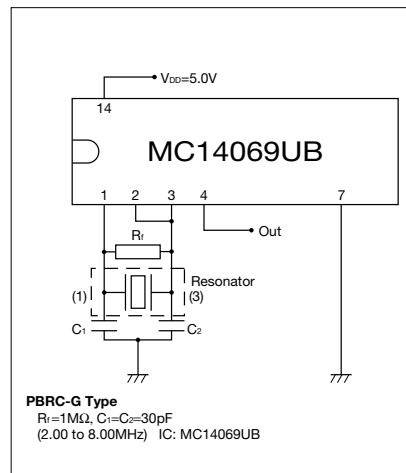 VDD=5.0V
14
MC14069UB
1 2 3 4 7
Out
Rf
Resonator
(1) (3)
C1 C2
PBRC-G Type
Rf=1MΩ, C1=C2=30pF
(2.00 to 8.00MHz) IC: MC14069UB